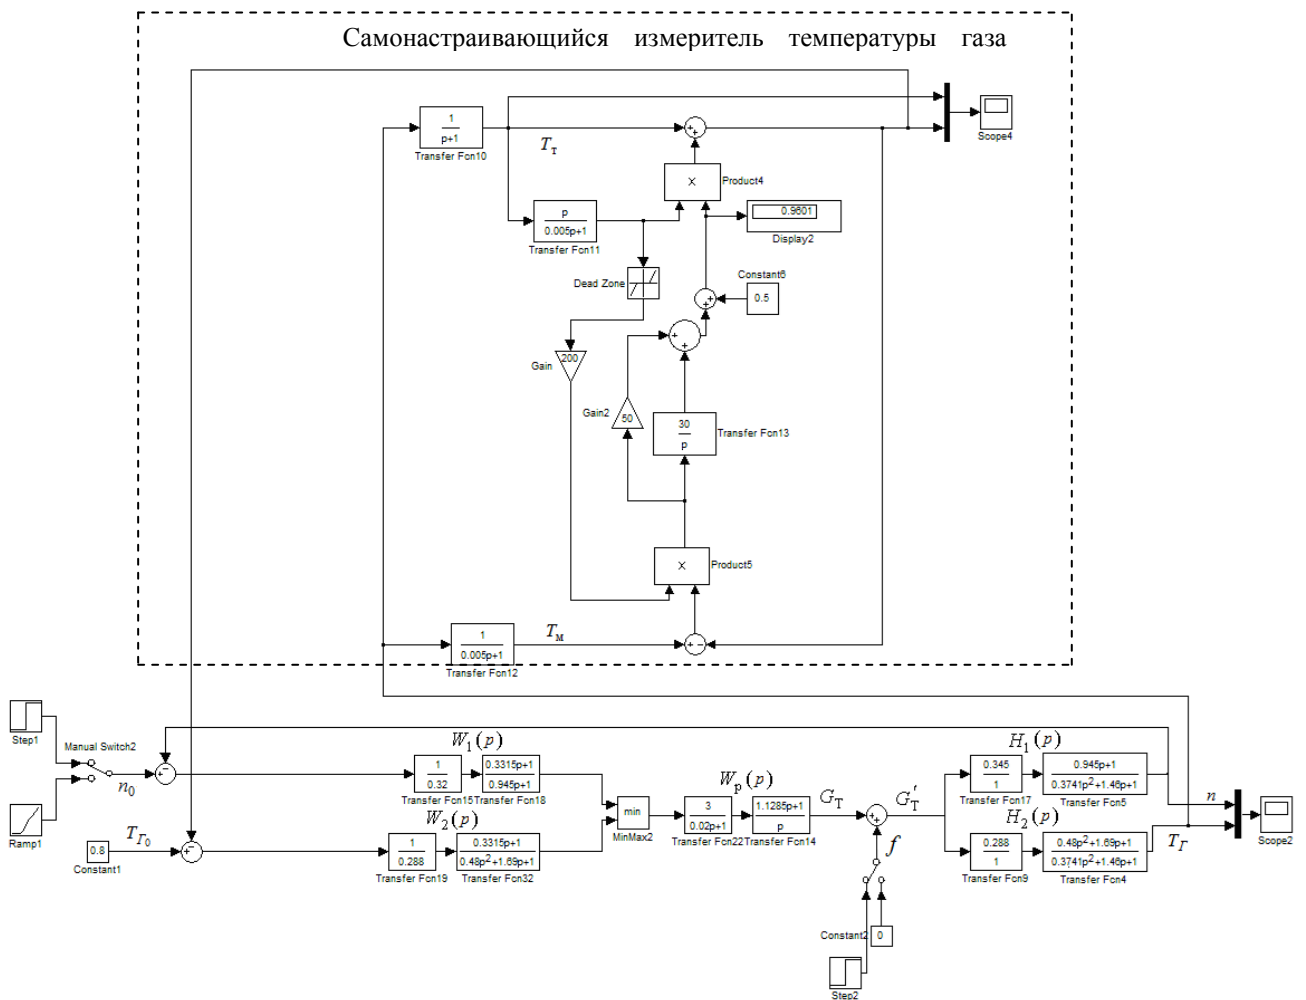 Самонастраивающийся измеритель температуры газа
1
p+1
Transfer Fcn10
Tт
Scope4
×
Product4
p
0.005p+1
Transfer Fcn11
0.9601
Display2
Dead Zone
Constant6
0.5
200
Gain
50
Gain2
30
p
Transfer Fcn13
×
Product5
1
0.005p+1
Transfer Fcn12
Tм
Step1
Manual Switch2
n0
Ramp1
TГ0
0.8
Constant1
W1(p)
1
0.32
Transfer Fcn15
0.3315p+1
0.945p+1
Transfer Fcn18
W2(p)
1
0.288
Transfer Fcn19
0.3315p+1
0.48p2+1.69p+1
Transfer Fcn32
min
MinMax2
Wp(p)
3
0.02p+1
Transfer Fcn22
1.1285p+1
p
Transfer Fcn14
GT
G'T
f
Constant2
0
Step2
H1(p)
0.345
1
Transfer Fcn17
0.945p+1
0.3741p2+1.46p+1
Transfer Fcn5
H2(p)
0.288
1
Transfer Fcn9
0.48p2+1.69p+1
0.3741p2+1.46p+1
Transfer Fcn4
n
TГ
Scope2